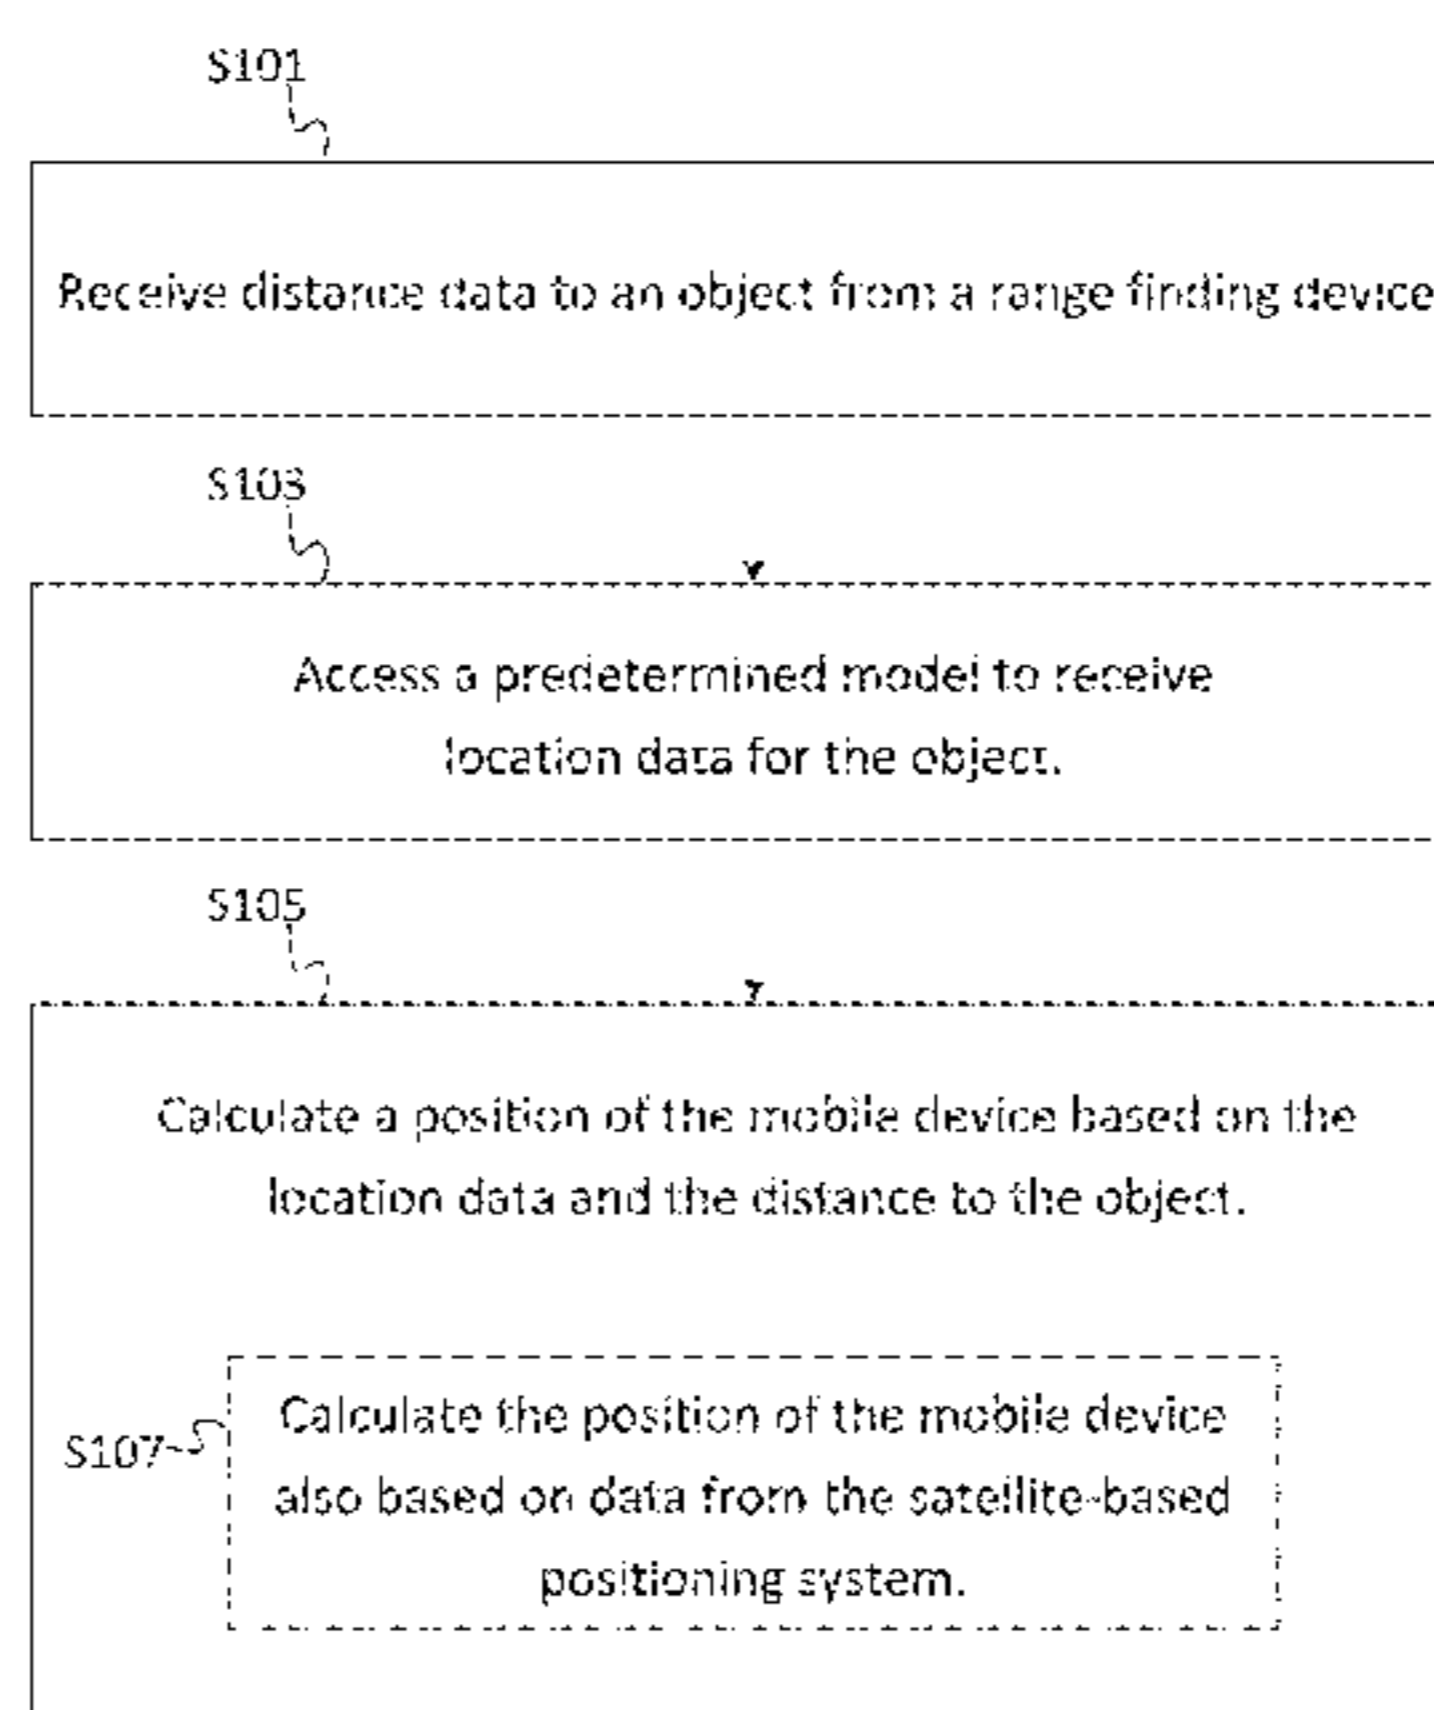 S101
Receive distance data to an object from a range finding device
S103
Access a predetermined model to receive
location data for the object.
S105
Calculate a position of the mobile device based on the
location data and the distance to the object.
S107
Calculate the position of the mobile device
also based on data from the satellite-based
positioning system.